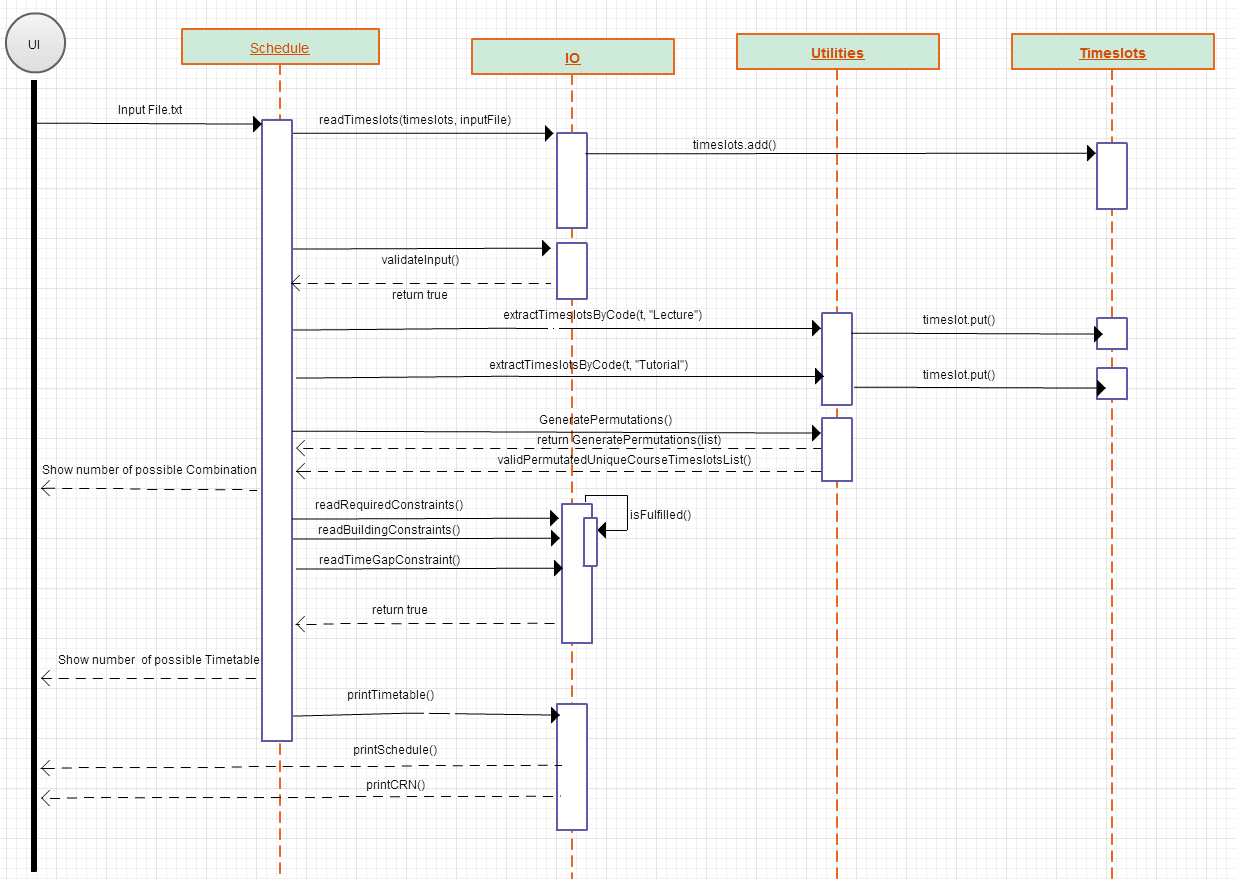 UI
Schedule
IO
Utilities
Timeslots
Input File.txt
readTimeslots(timeslots, inputFile)
timeslots.add()
validateInput()
return true
extractTimeslotsByCode(t, "Lecture")
timeslot.put()
extractTimeslotsByCode(t, "Tutorial")
timeslot.put()
GeneratePermutations()
return GeneratePermutations(list)
validPermutatedUniqueCourseTimeslotsList()
Show number of possible Combination
readRequiredConstraints()
isFulfilled()
readBuildingConstraints()
readTimeGapConstraint()
return true
Show number of possible Timetable
printTimetable()
printSchedule()
printCRN()